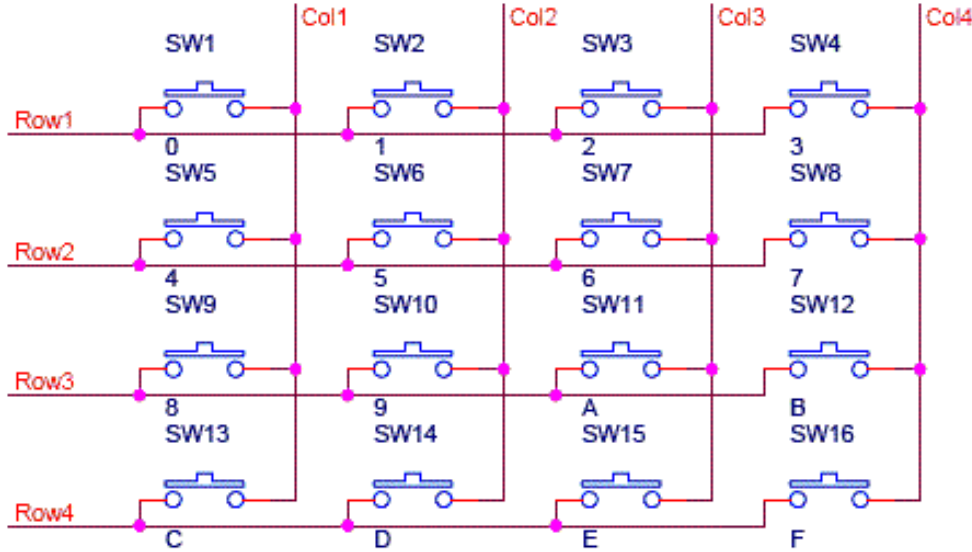 Col1 Col2 Col3 Col4
SW1 SW2 SW3 SW4
Row1
0 1 2 3
SW5 SW6 SW7 SW8
Row2
4 5 6 7
SW9 SW10 SW11 SW12
Row3
8 9 A B
SW13 SW14 SW15 SW16
Row4
C D E F